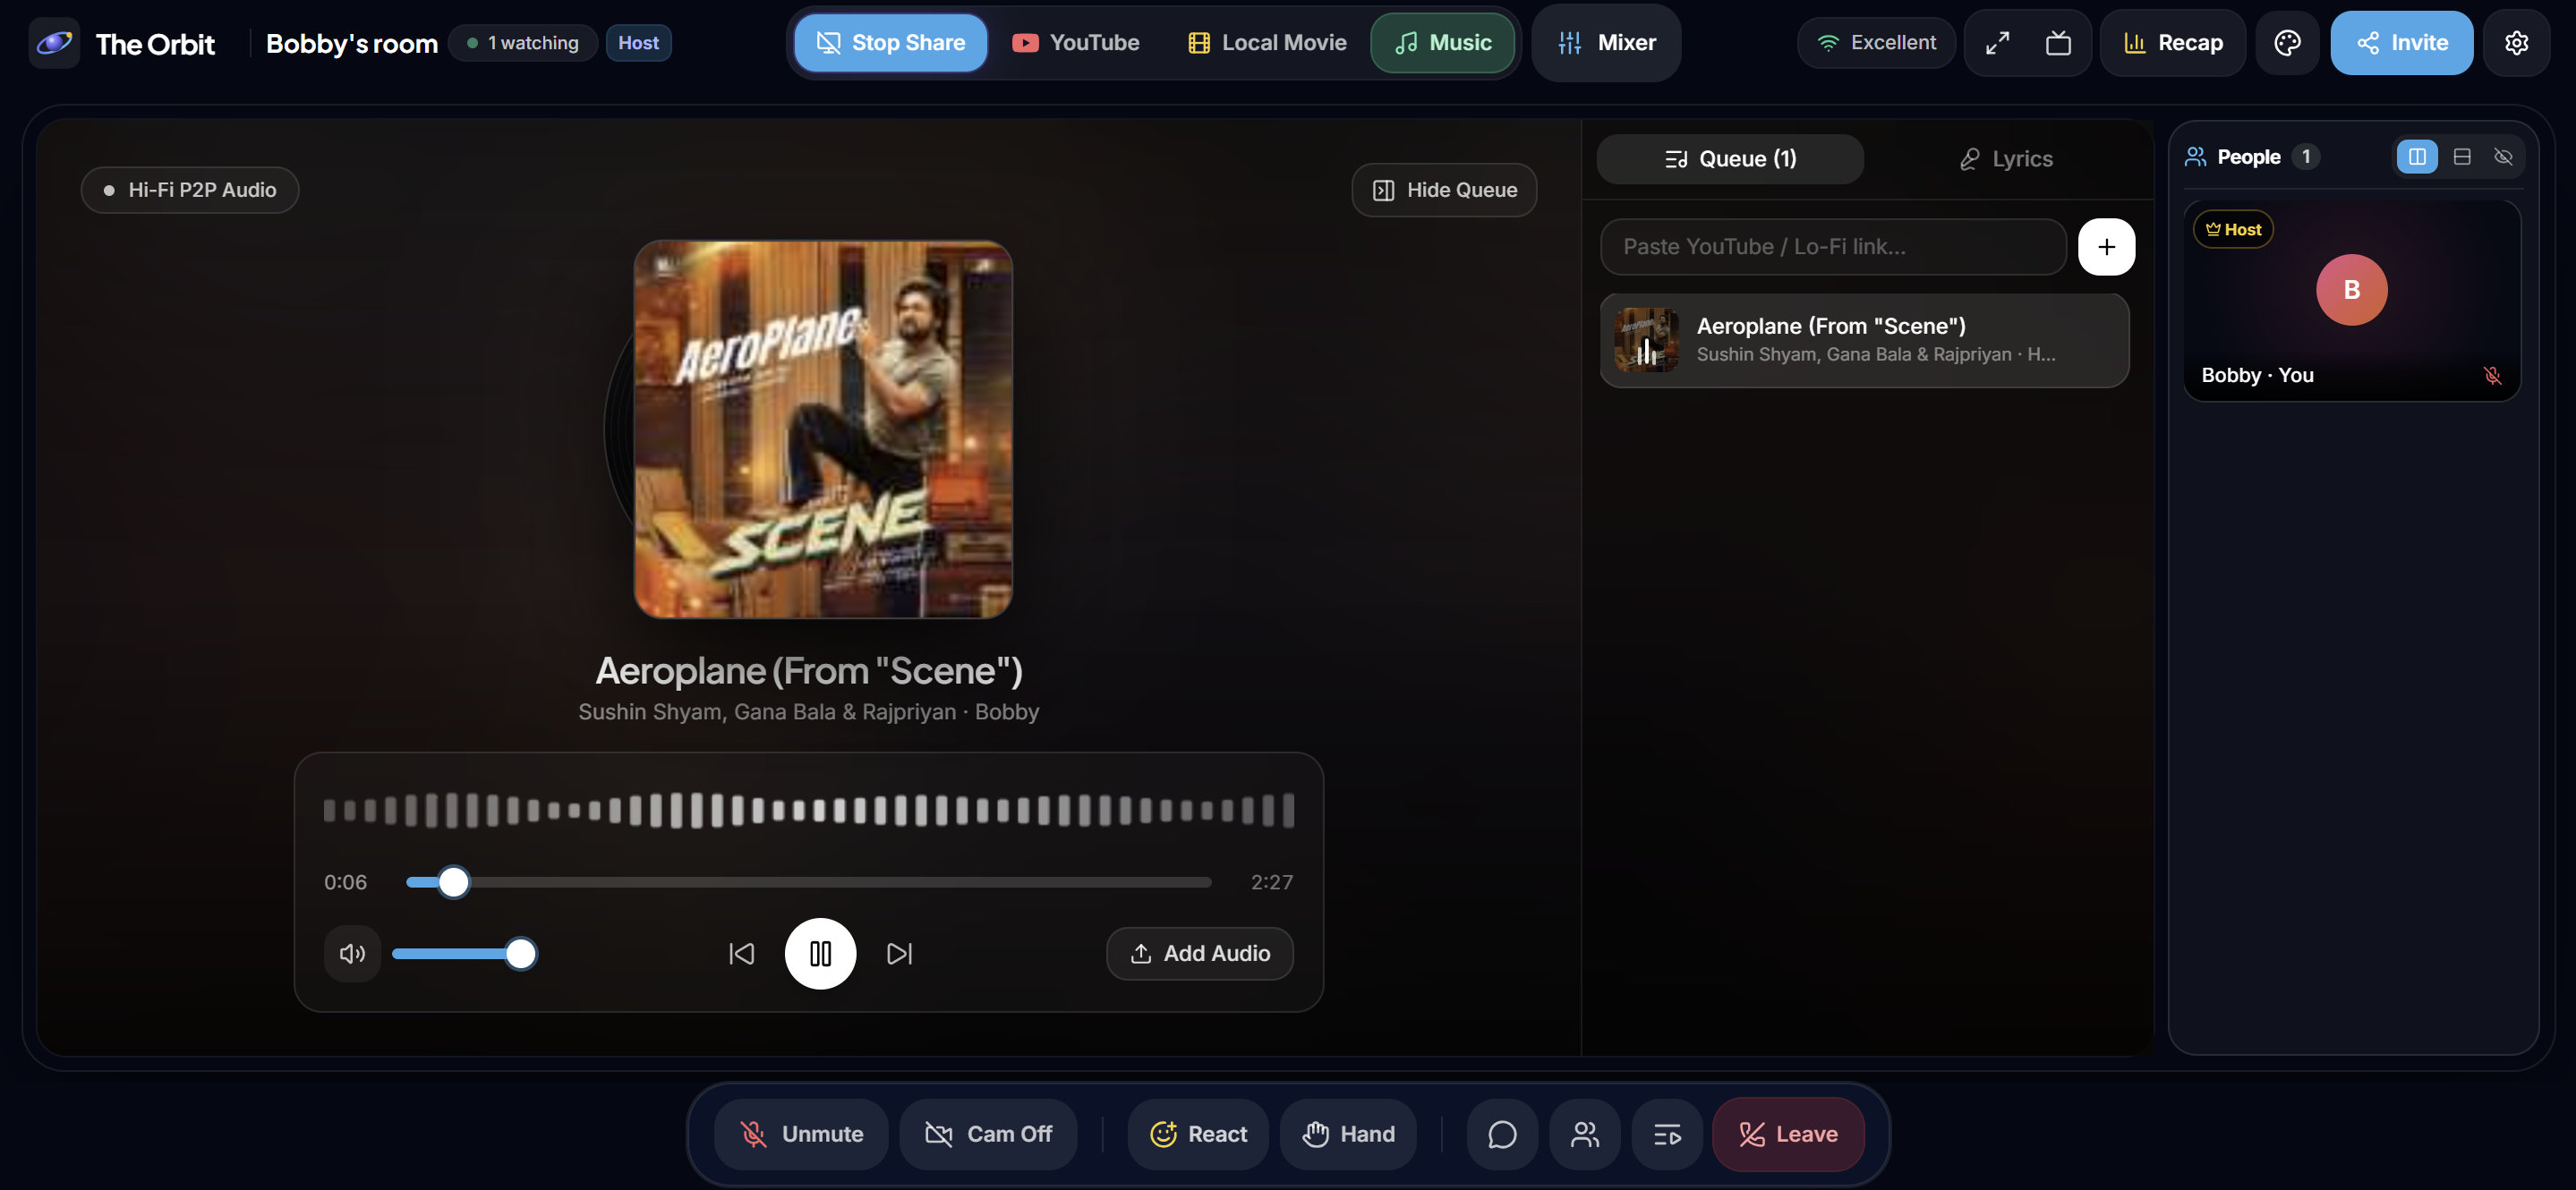 The Orbit
Bobby's room
1 watching
Host
Stop Share
YouTube
Local Movie
Music
Mixer
Excellent
Recap
Invite
Hi-Fi P2P Audio
Hide Queue
AeroPlane
SCENE
Aeroplane (From "Scene")
Sushin Shyam, Gana Bala & Rajpriyan · Bobby
0:06
2:27
Add Audio
Queue (1)
Lyrics
Paste YouTube / Lo-Fi link...
Aeroplane (From "Scene")
Sushin Shyam, Gana Bala & Rajpriyan · H...
People 1
Host
B
Bobby · You
Unmute
Cam Off
React
Hand
Leave